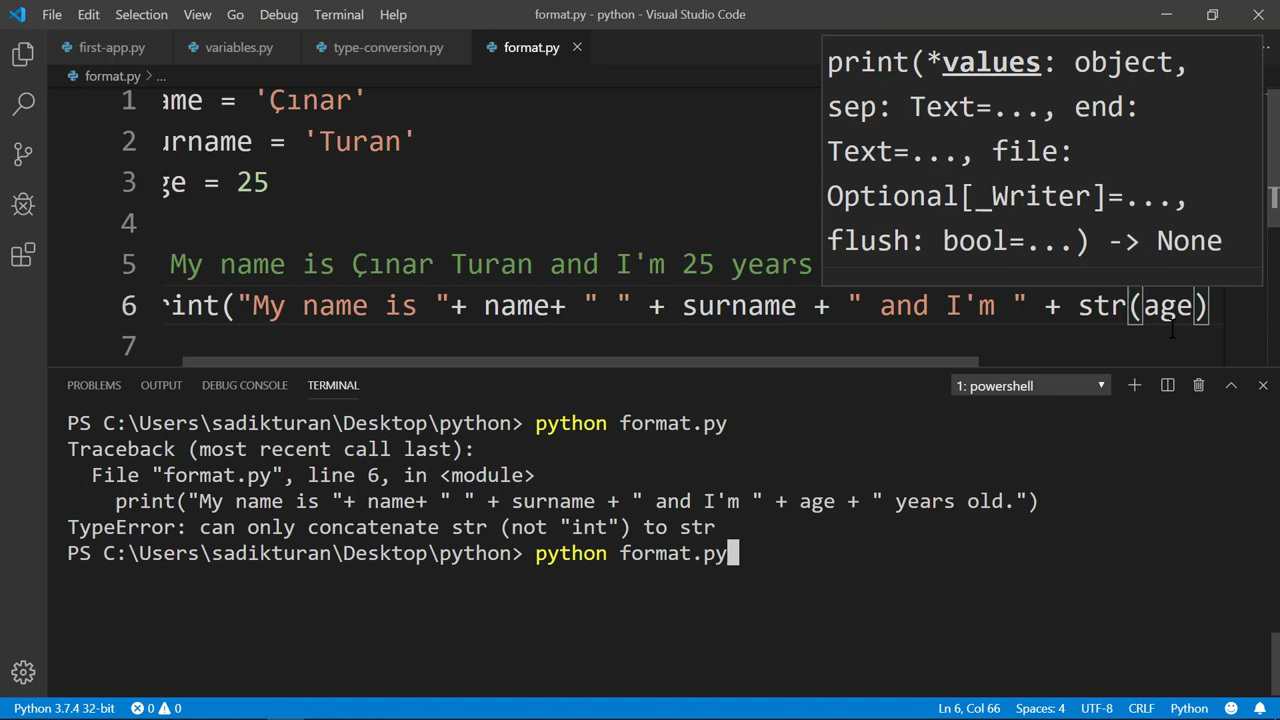 File Edit Selection View Go Debug Terminal Help format.py - python - Visual Studio Code
first-app.py variables.py type-conversion.py format.py
format.py > ...
print(*values: object,
sep: Text=..., end:
Text=..., file:
Optional[_Writer]=...,
flush: bool=...) -> None
1 ame = 'Çınar'
2 urname = 'Turan'
3 ge = 25
4
5 My name is Çınar Turan and I'm 25 years
6 rint("My name is "+ name+ " " + surname + " and I'm " + str(age)
7
PROBLEMS OUTPUT DEBUG CONSOLE TERMINAL 1: powershell
PS C:\Users\sadikturan\Desktop\python> python format.py
Traceback (most recent call last):
File "format.py", line 6, in <module>
print("My name is "+ name+ " " + surname + " and I'm " + age + " years old.")
TypeError: can only concatenate str (not "int") to str
PS C:\Users\sadikturan\Desktop\python> python format.py
Python 3.7.4 32-bit 0 0 Ln 6, Col 66 Spaces: 4 UTF-8 CRLF Python